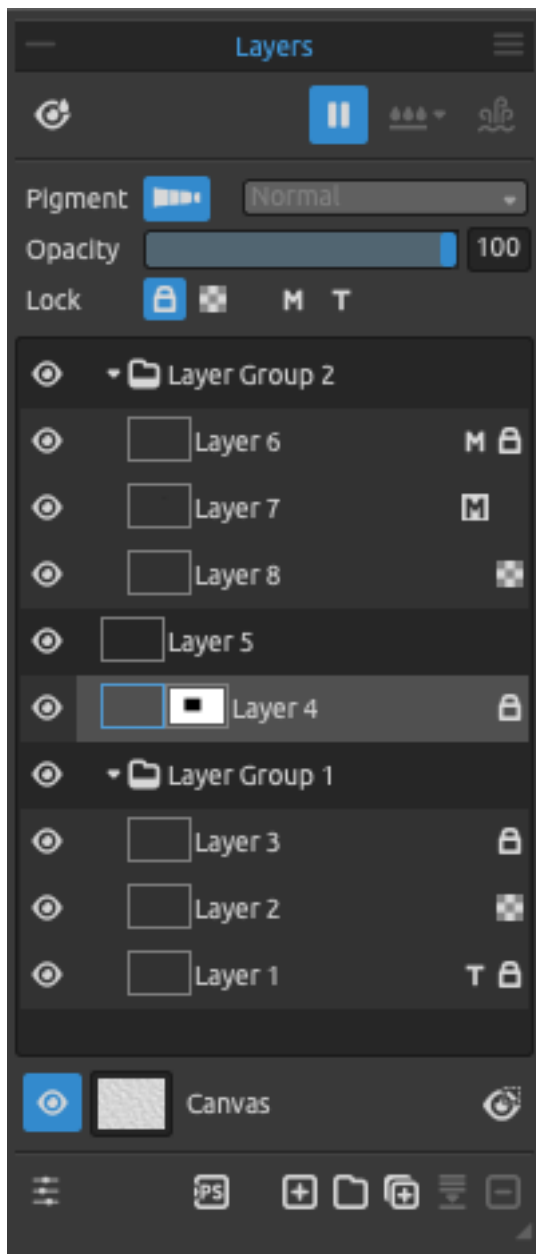 Layers
Pigment Normal
Opacity 100
Lock M T
Layer Group 2
Layer 6 M
Layer 7 M
Layer 8
Layer 5
Layer 4
Layer Group 1
Layer 3
Layer 2
Layer 1 T
Canvas
PS